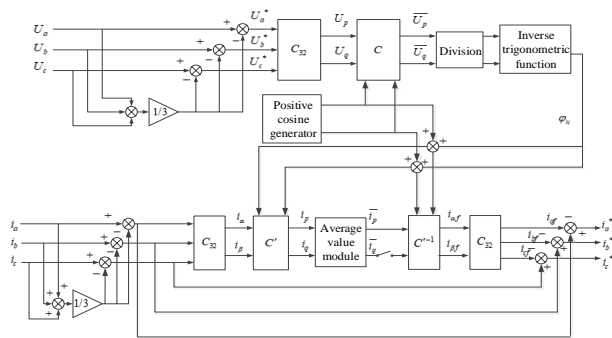 U_a
U_b
U_c
+
+
+
−
−
−
U_a*
U_b*
U_c*
1/3
C_32
U_p
U_q
C
U_p
U_q
Division
Inverse trigonometric function
Positive cosine generator
+
+
+
+
φ_u
i_a
i_b
i_c
+
+
+
−
−
−
+
+
+
1/3
C_32
i_α
i_β
C'
i_p
i_q
Average value module
i_p
i_q
C'^−1
i_αf
i_βf
C_32
i_af
i_bf
i_cf
−
−
−
+
+
+
i_a*
i_b*
i_c*